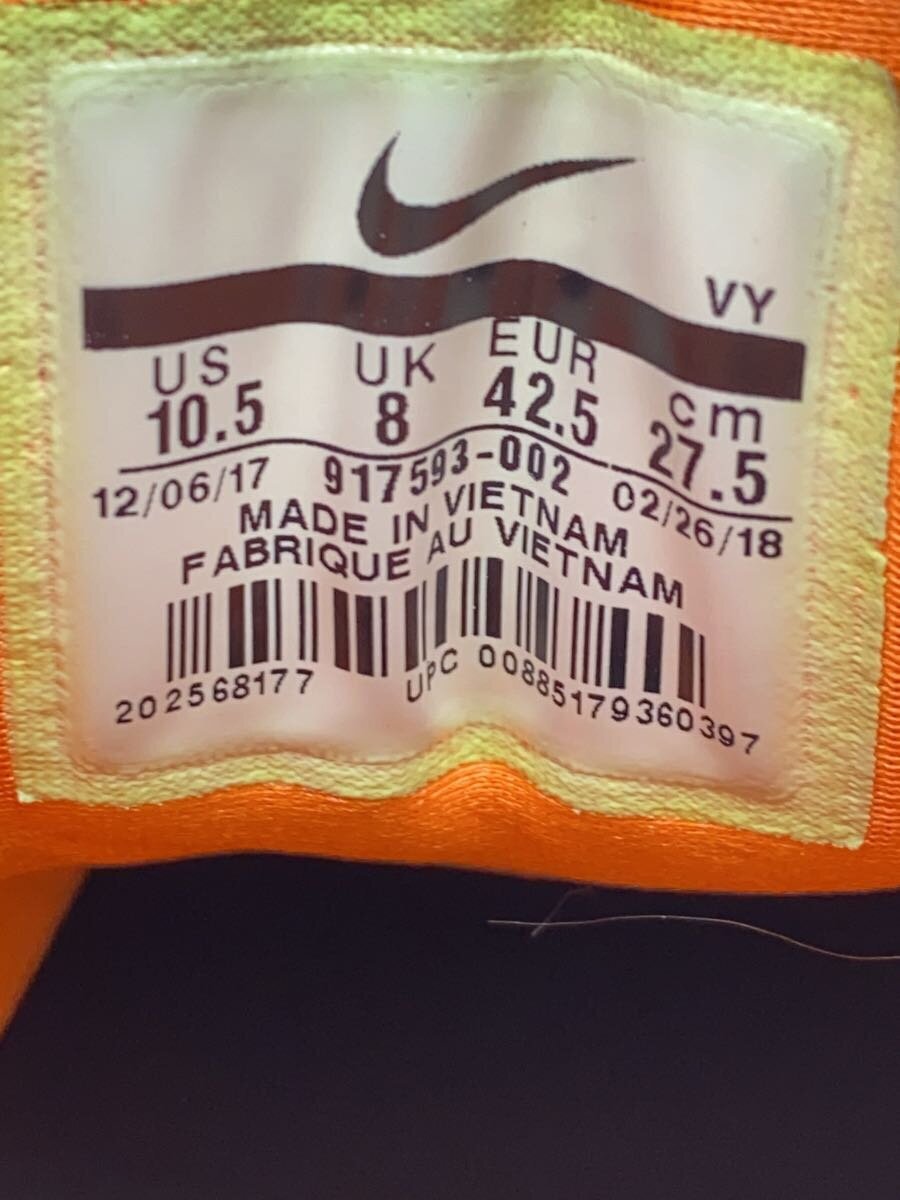 VY
US UK EUR cm
10.5 8 42.5 27.5
12/06/17 917593-002 02/26/18
MADE IN VIETNAM
FABRIQUE AU VIETNAM
202568177 UPC 00885179360397